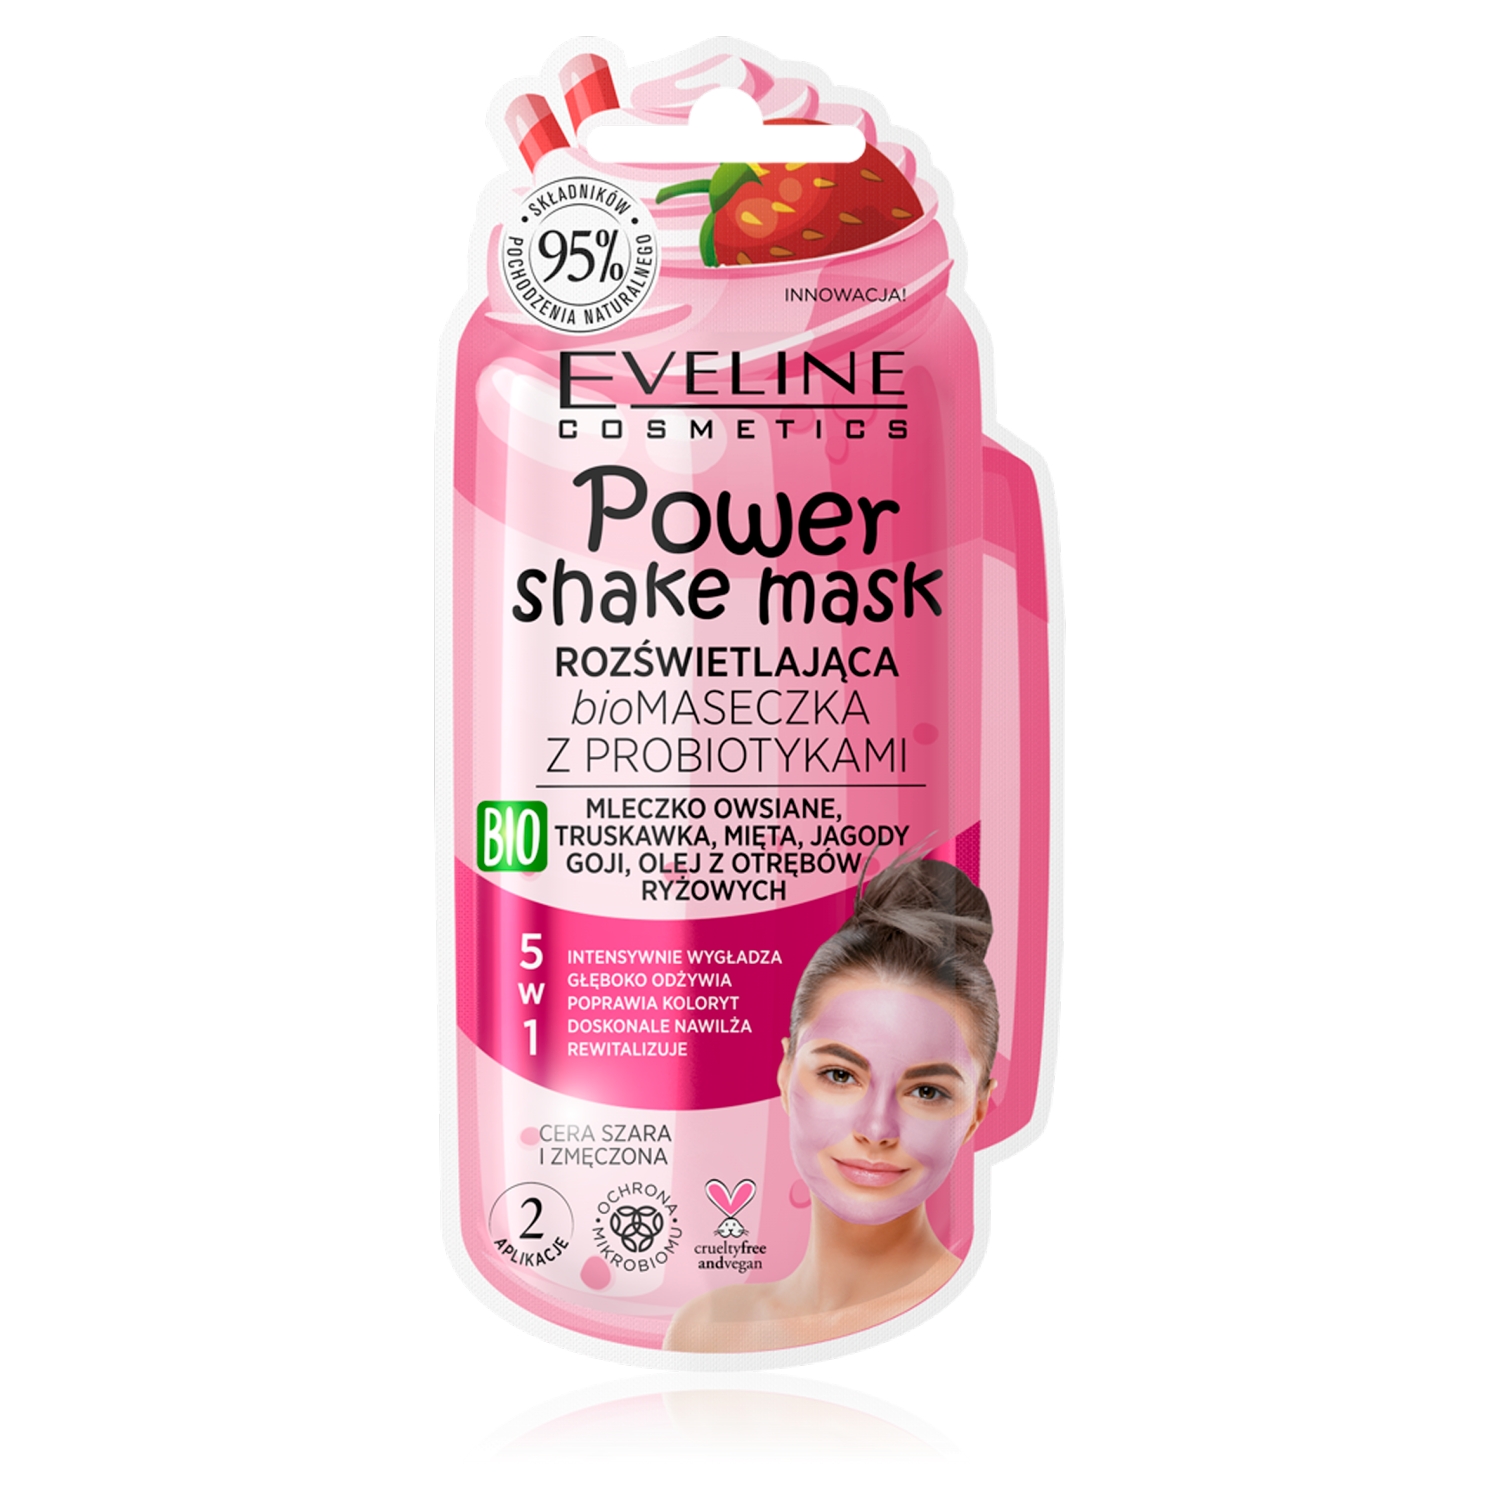 SKŁADNIKÓW
95%
POCHODZENIA NATURALNEGO
INNOWACJA!
EVELINE
COSMETICS
Power
shake mask
ROZŚWIETLAJĄCA
bioMASECZKA
Z PROBIOTYKAMI
BIO
MLECZKO OWSIANE,
TRUSKAWKA, MIĘTA, JAGODY
GOJI, OLEJ Z OTRĘBÓW
RYŻOWYCH
5
w
1
INTENSYWNIE WYGŁADZA
GŁĘBOKO ODŻYWIA
POPRAWIA KOLORYT
DOSKONALE NAWILŻA
REWITALIZUJE
CERA SZARA
I ZMĘCZONA
2
APLIKACJE
OCHRONA
MIKROBIOMU
crueltyfree
andvegan